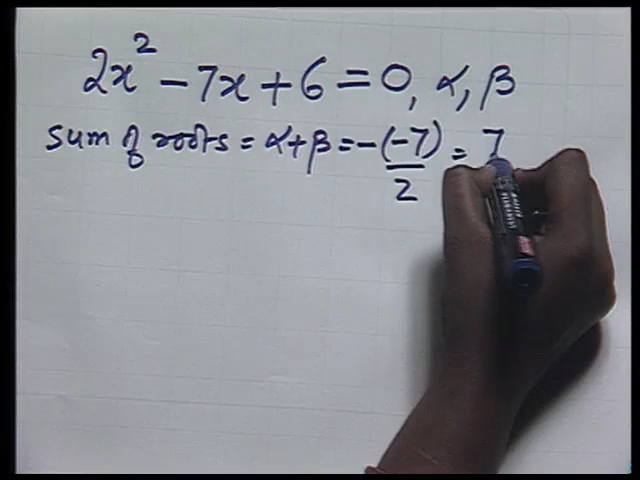 2x² - 7x + 6 = 0, α, β
Sum of roots = α + β = -(-7)/2 = 7